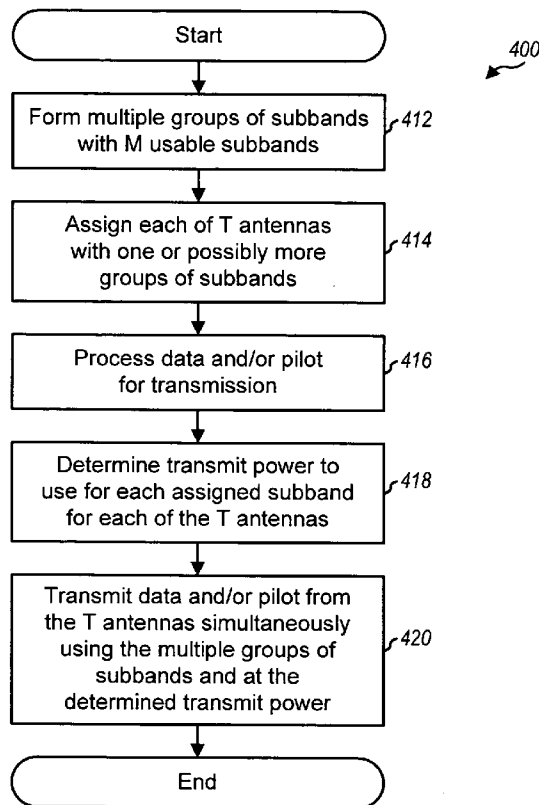 Start
400
Form multiple groups of subbands
with M usable subbands
412
Assign each of T antennas
with one or possibly more
groups of subbands
414
Process data and/or pilot
for transmission
416
Determine transmit power to
use for each assigned subband
for each of the T antennas
418
Transmit data and/or pilot from
the T antennas simultaneously
using the multiple groups of
subbands and at the
determined transmit power
420
End